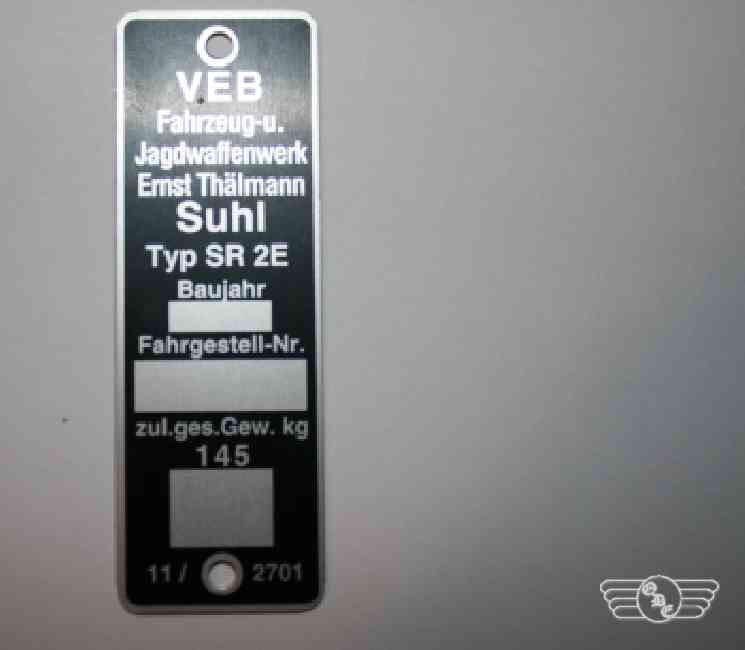 VEB
Fahrzeug-u.
Jagdwaffenwerk
Ernst Thälmann
Suhl
Typ SR 2E
Baujahr
Fahrgestell-Nr.
zul.ges.Gew. kg
145
11 / 2701